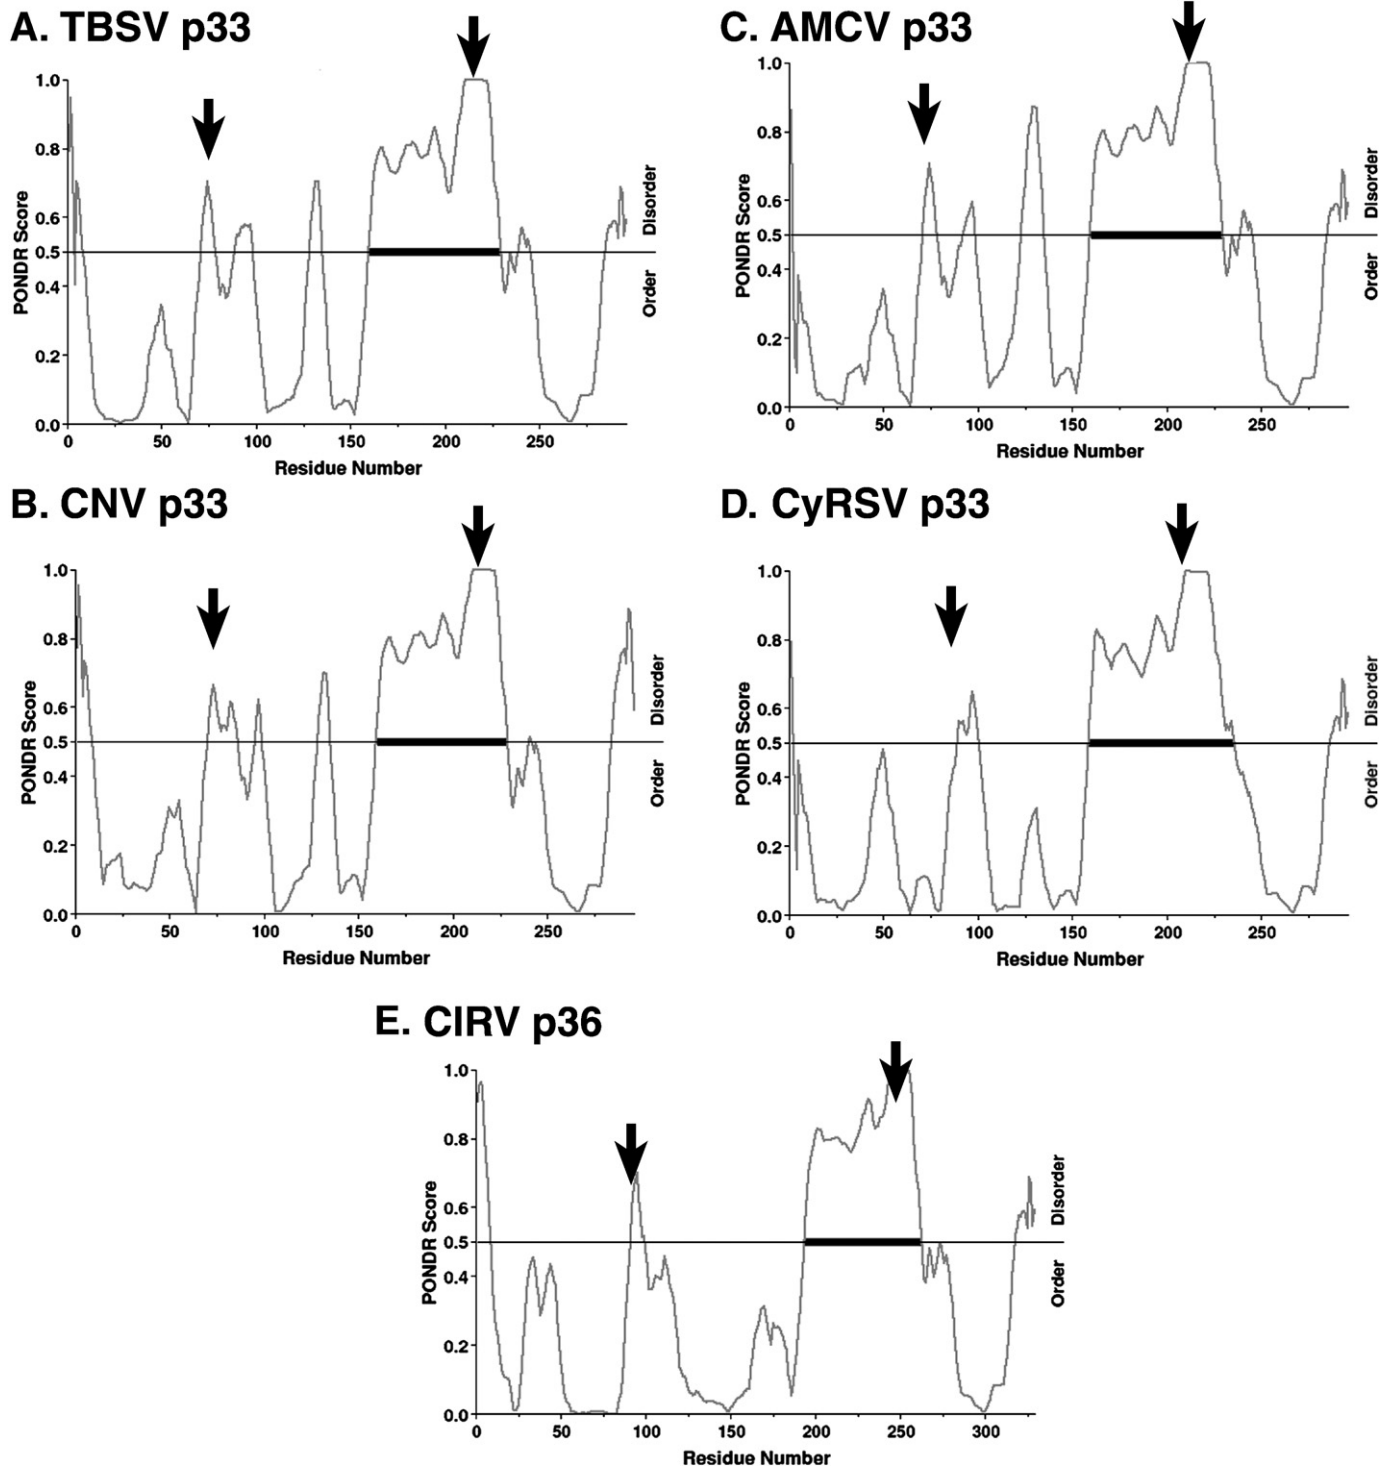 A. TBSV p33
1.0
0.8
0.6
0.5
0.4
0.2
0.0
PONDR Score
Disorder
Order
0 50 100 150 200 250
Residue Number
B. CNV p33
1.0
0.8
0.6
0.5
0.4
0.2
0.0
PONDR Score
Disorder
Order
0 50 100 150 200 250
Residue Number
C. AMCV p33
1.0
0.8
0.6
0.5
0.4
0.2
0.0
PONDR Score
Disorder
Order
0 50 100 150 200 250
Residue Number
D. CyRSV p33
1.0
0.8
0.6
0.5
0.4
0.2
0.0
PONDR Score
Disorder
Order
0 50 100 150 200 250
Residue Number
E. CIRV p36
1.0
0.8
0.6
0.5
0.4
0.2
0.0
PONDR Score
Disorder
Order
0 50 100 150 200 250 300
Residue Number